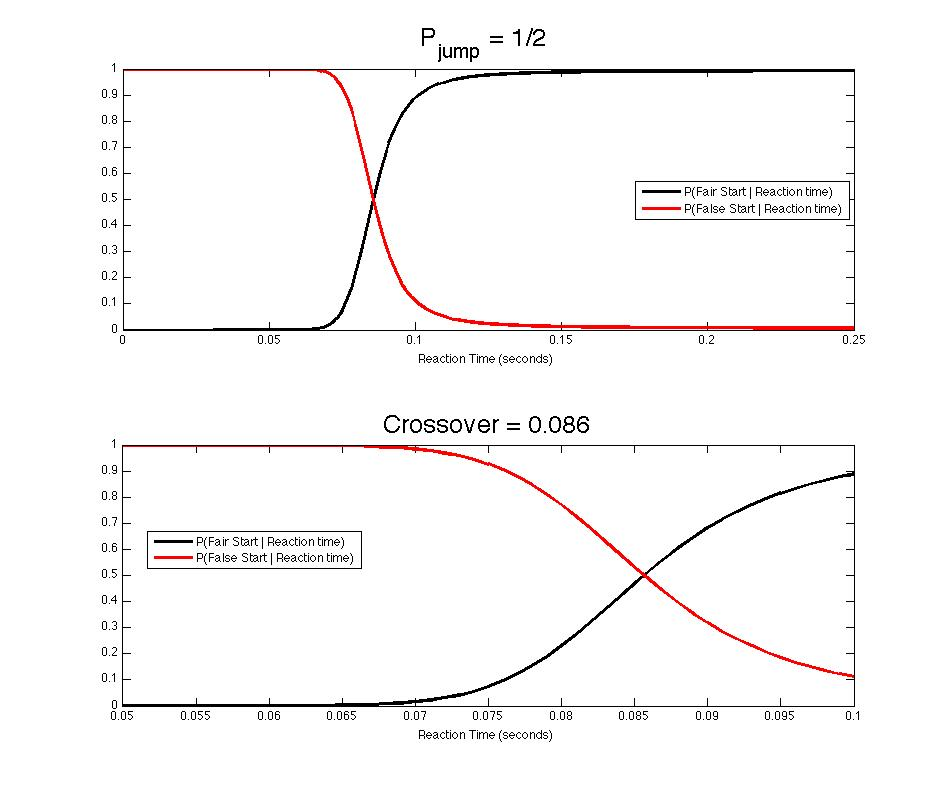 P_jump = 1/2
1
0.9
0.8
0.7
0.6
0.5
0.4
0.3
0.2
0.1
0
P(Fair Start | Reaction time)
P(False Start | Reaction time)
0 0.05 0.1 0.15 0.2 0.25
Reaction Time (seconds)
Crossover = 0.086
1
0.9
0.8
0.7
0.6
0.5
0.4
0.3
0.2
0.1
0
P(Fair Start | Reaction time)
P(False Start | Reaction time)
0.05 0.055 0.06 0.065 0.07 0.075 0.08 0.085 0.09 0.095 0.1
Reaction Time (seconds)